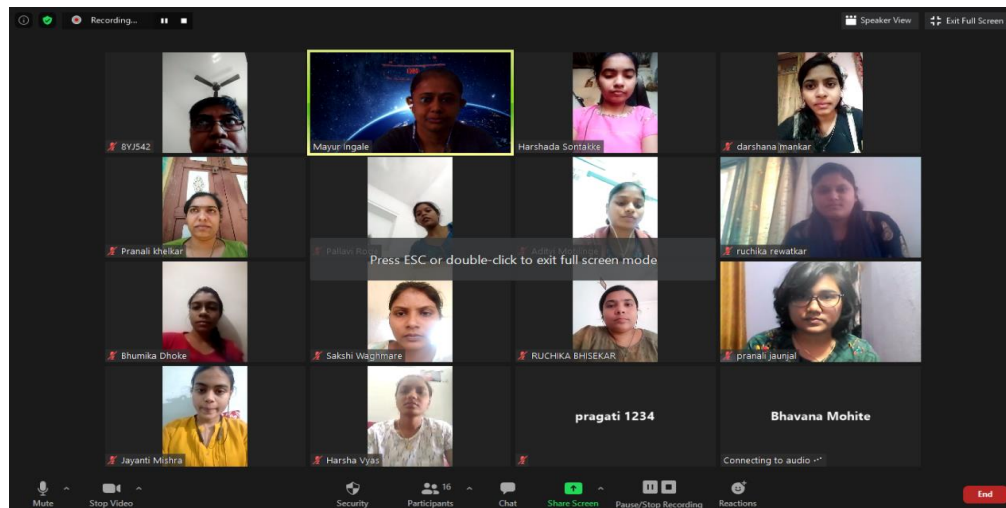 Recording...
Speaker View
Exit Full Screen
8YJ542
Mayur Ingale
Harshada Sontakke
darshana mankar
Pranali khelkar
Pallavi
Aditi
ruchika rewatkar
Press ESC or double-click to exit full screen mode
Bhumika Dhoke
Sakshi Waghmare
RUCHIKA BHISEKAR
pranali jaunjal
Jayanti Mishra
Harsha Vyas
pragati 1234
Bhavana Mohite
Connecting to audio
Mute
Stop Video
Security
Participants 16
Chat
Share Screen
Pause/Stop Recording
Reactions
End